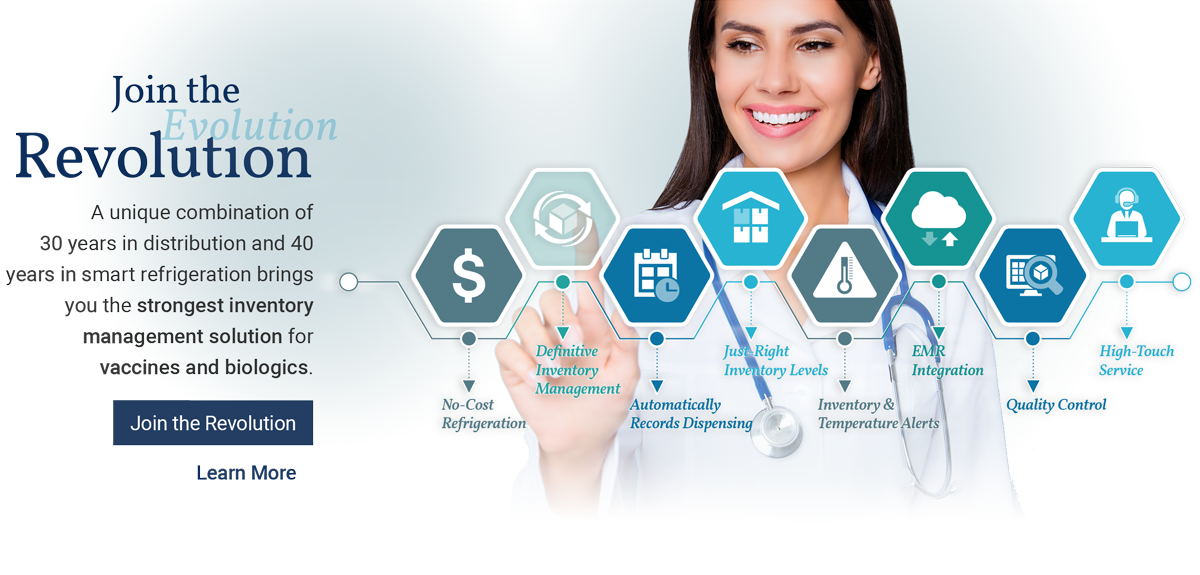 Join the
Evolution
Revolution
A unique combination of
30 years in distribution and 40
years in smart refrigeration brings
you the strongest inventory
management solution for
vaccines and biologics.
Join the Revolution
Learn More
$
No-Cost
Refrigeration
Definitive
Inventory
Management
Automatically
Records Dispensing
Just-Right
Inventory Levels
Inventory &
Temperature Alerts
EMR
Integration
Quality Control
High-Touch
Service